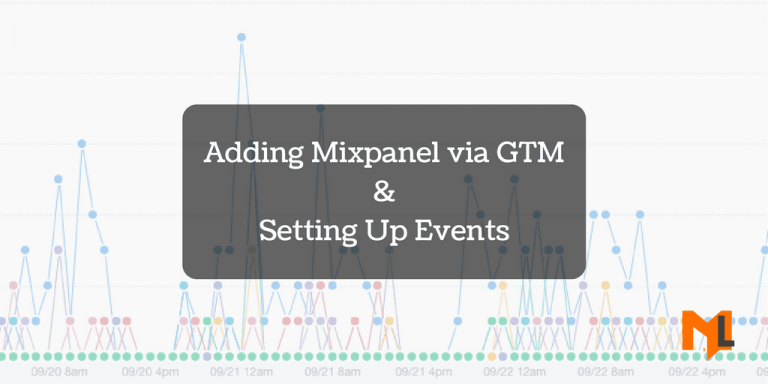 Adding Mixpanel via GTM
&
Setting Up Events
ML
09/20 8am 09/20 4pm 09/21 12am 09/21 8am 09/21 4pm 09/22 12am 09/22 8am 09/22 4pm